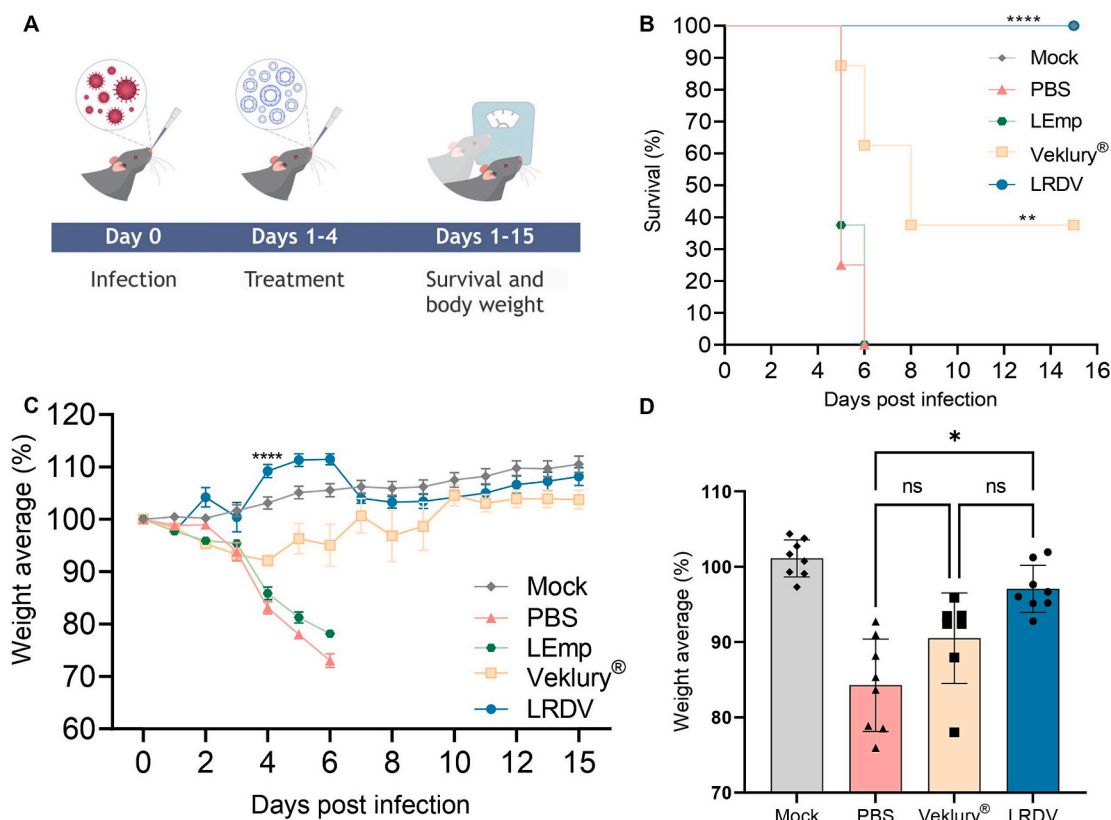 A
Day 0
Days 1-4
Days 1-15
Infection
Treatment
Survival and
body weight
B
Survival (%)
100
90
80
70
60
50
40
30
20
10
0
0 2 4 6 8 10 12 14 16
Days post infection
****
**
Mock
PBS
LEmp
Veklury®
LRDV
C
Weight average (%)
120
110
100
90
80
70
60
0 2 4 6 8 10 12 15
Days post infection
****
Mock
PBS
LEmp
Veklury®
LRDV
D
Weight average (%)
110
100
90
80
70
*
ns
ns
Mock PBS Veklury® LRDV